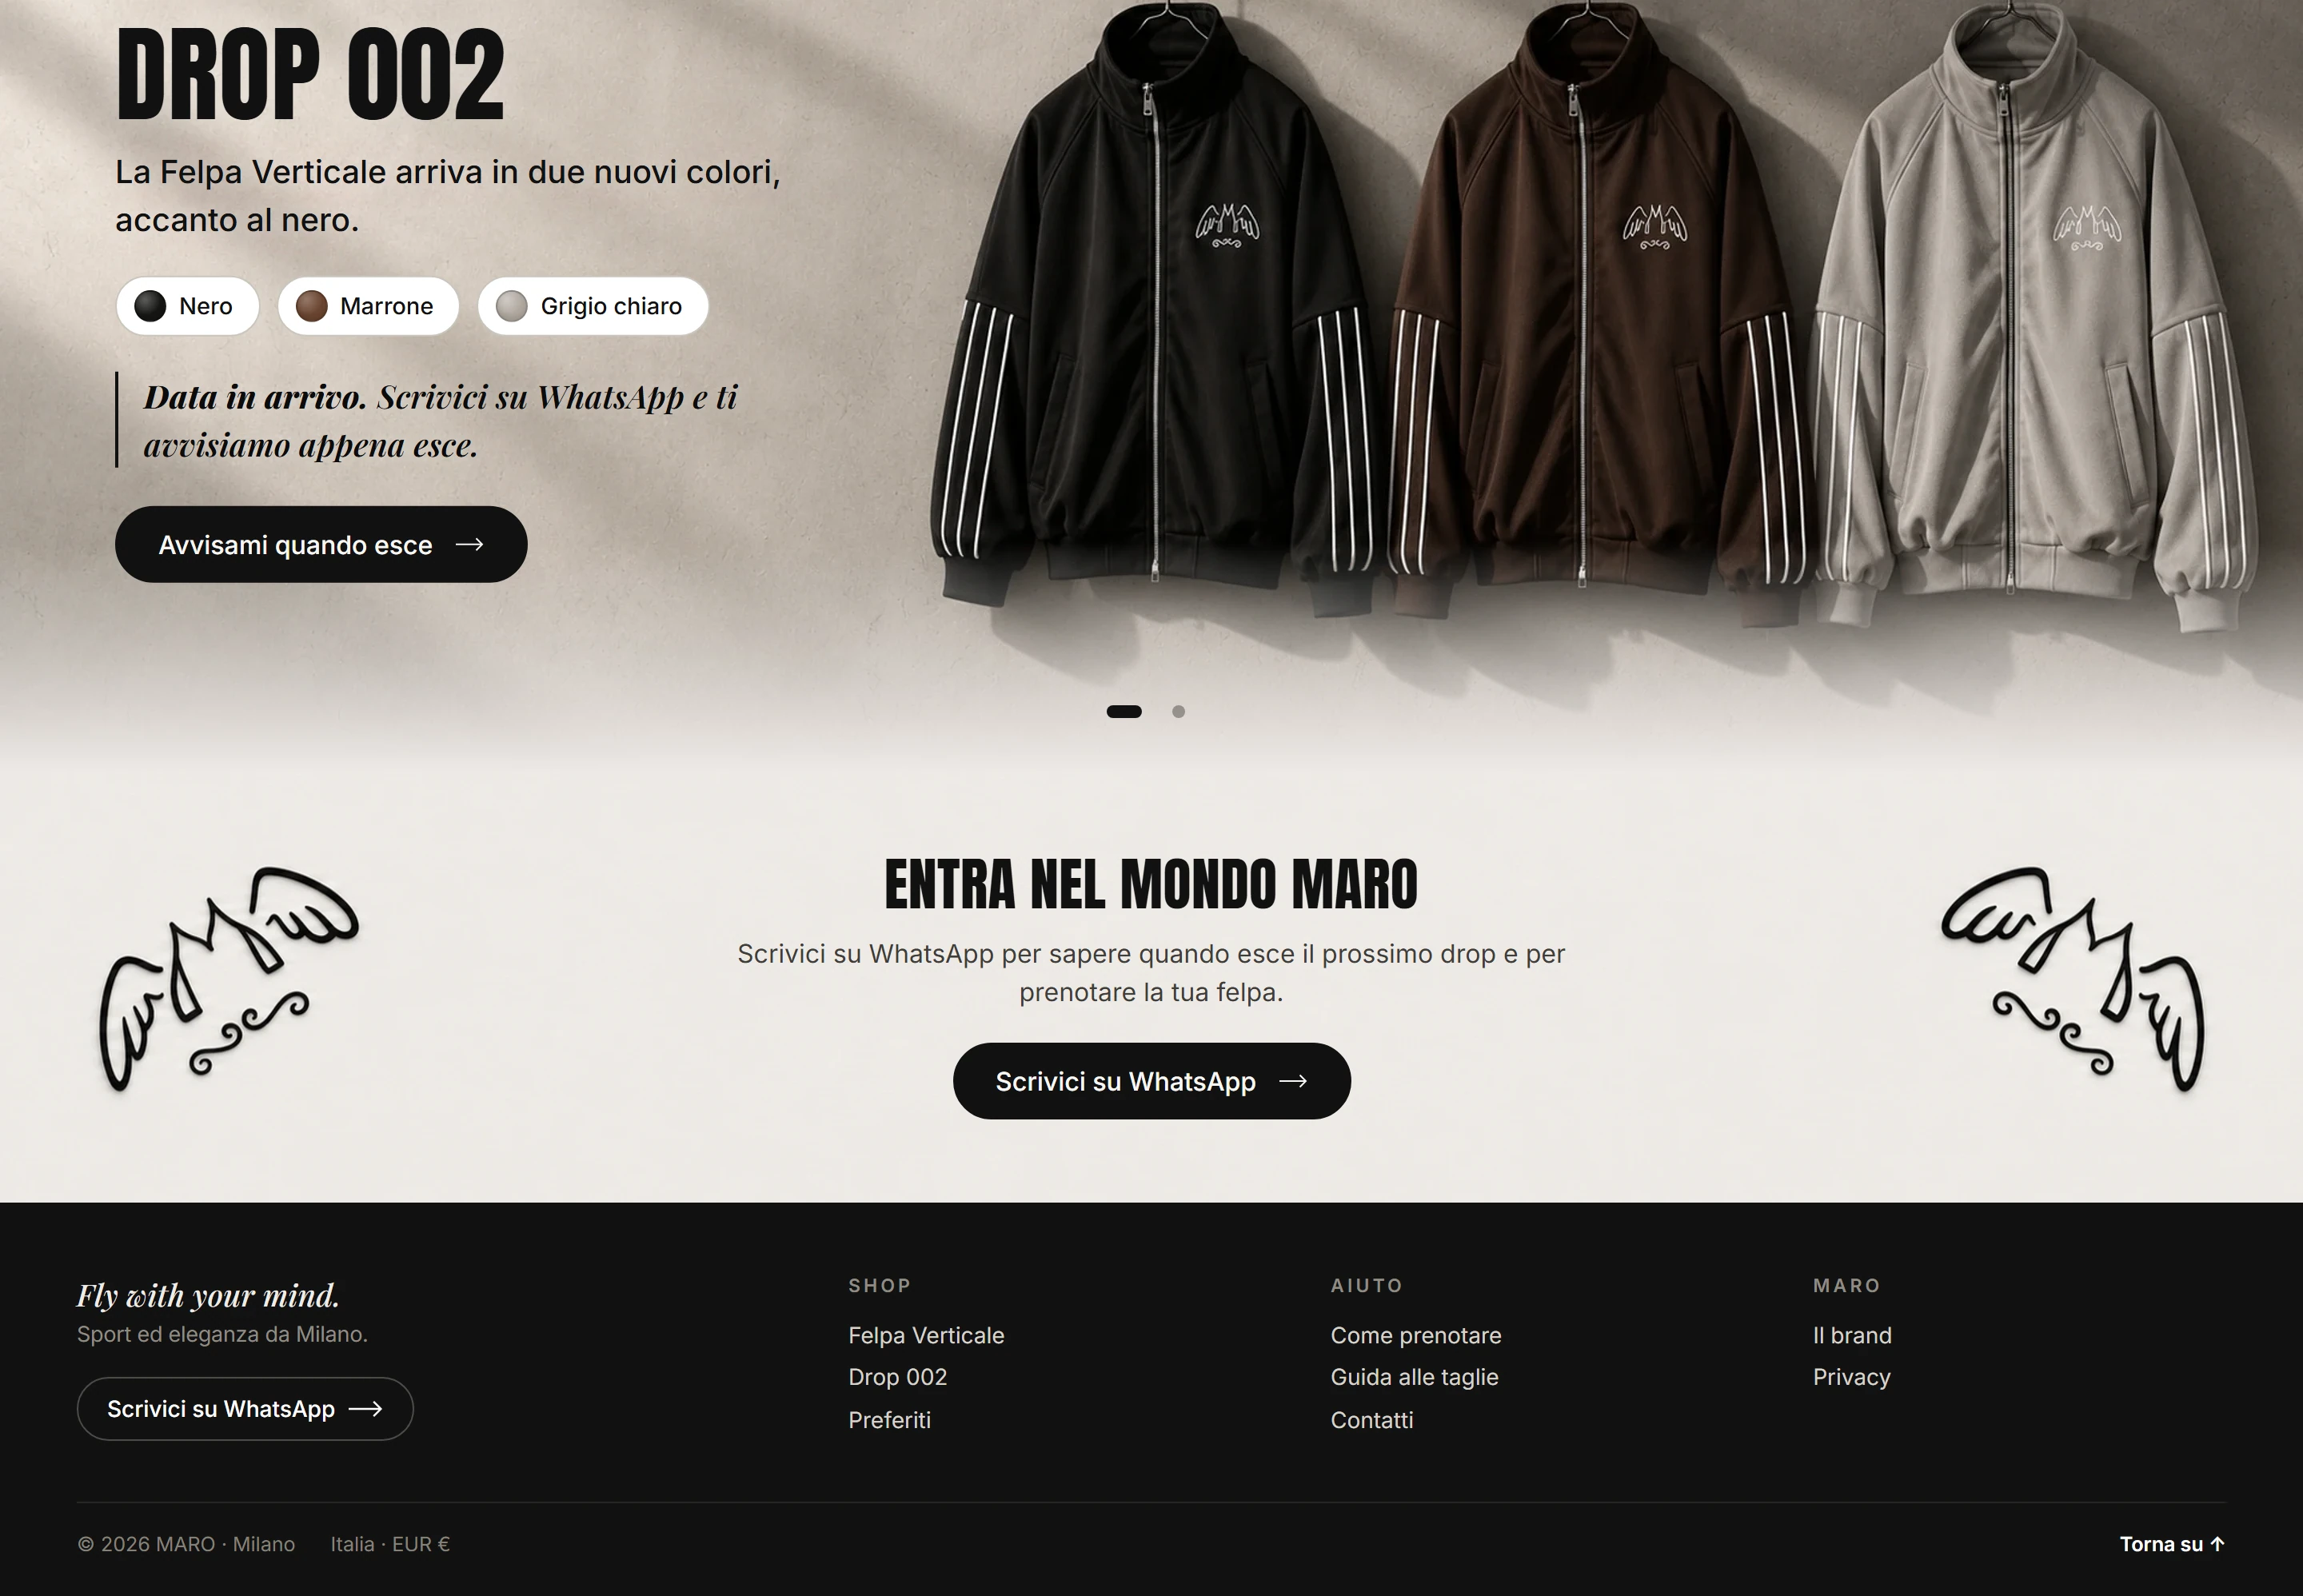 DROP 002
La Felpa Verticale arriva in due nuovi colori,
accanto al nero.
Nero
Marrone
Grigio chiaro
Data in arrivo. Scrivici su WhatsApp e ti
avvisiamo appena esce.
Avvisami quando esce →
ENTRA NEL MONDO MARO
Scrivici su WhatsApp per sapere quando esce il prossimo drop e per
prenotare la tua felpa.
Scrivici su WhatsApp →
Fly with your mind.
Sport ed eleganza da Milano.
Scrivici su WhatsApp →
SHOP
Felpa Verticale
Drop 002
Preferiti
AIUTO
Come prenotare
Guida alle taglie
Contatti
MARO
Il brand
Privacy
© 2026 MARO · Milano
Italia · EUR €
Torna su ↑